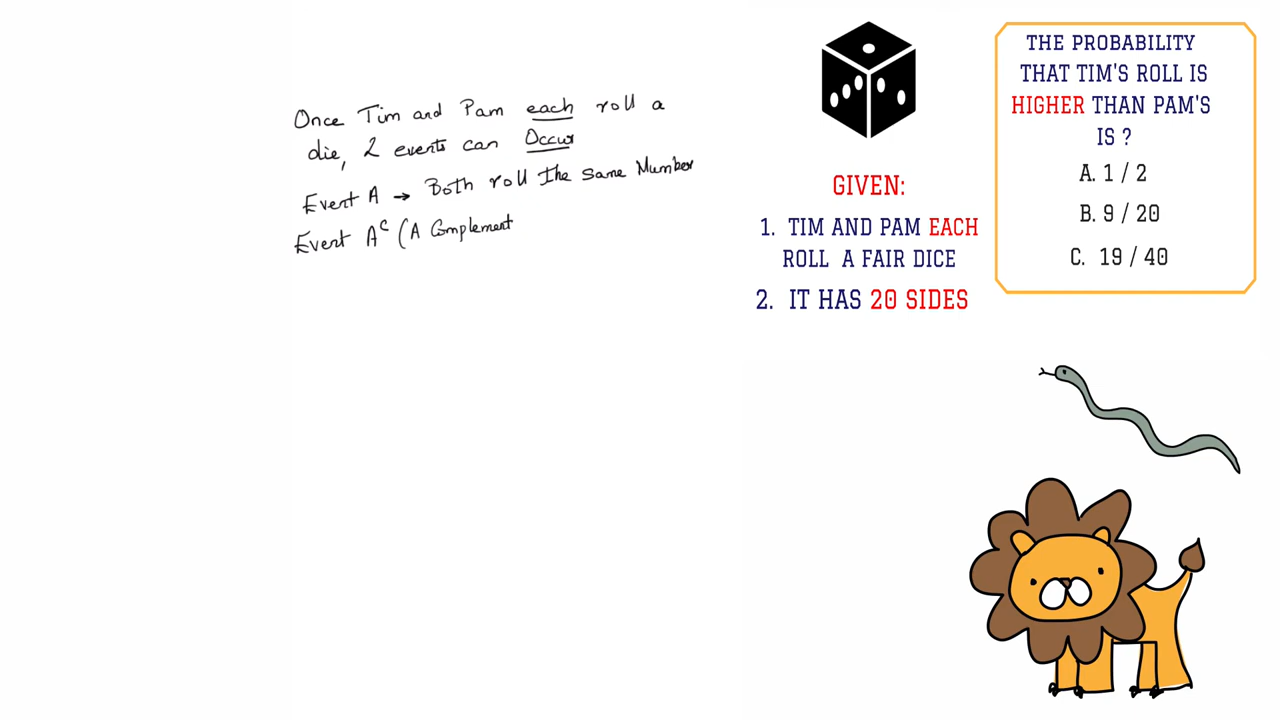 Once Tim and Pam each roll a
die, 2 events can Occur
Event A → Both roll the same Number
Event Aᶜ (A Complement
GIVEN:
1. TIM AND PAM EACH
ROLL A FAIR DICE
2. IT HAS 20 SIDES
THE PROBABILITY
THAT TIM'S ROLL IS
HIGHER THAN PAM'S
IS ?
A. 1 / 2
B. 9 / 20
C. 19 / 40